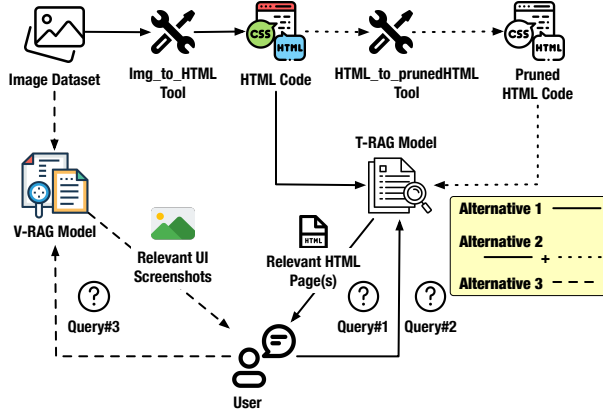 CSS
HTML
CSS
HTML
Image Dataset
Img_to_HTML
Tool
HTML Code
HTML_to_prunedHTML
Tool
Pruned
HTML Code
T-RAG Model
V-RAG Model
Relevant UI
Screenshots
HTML
Relevant HTML
Page(s)
Alternative 1
Alternative 2
+
Alternative 3
?
Query#3
?
Query#1
?
Query#2
User